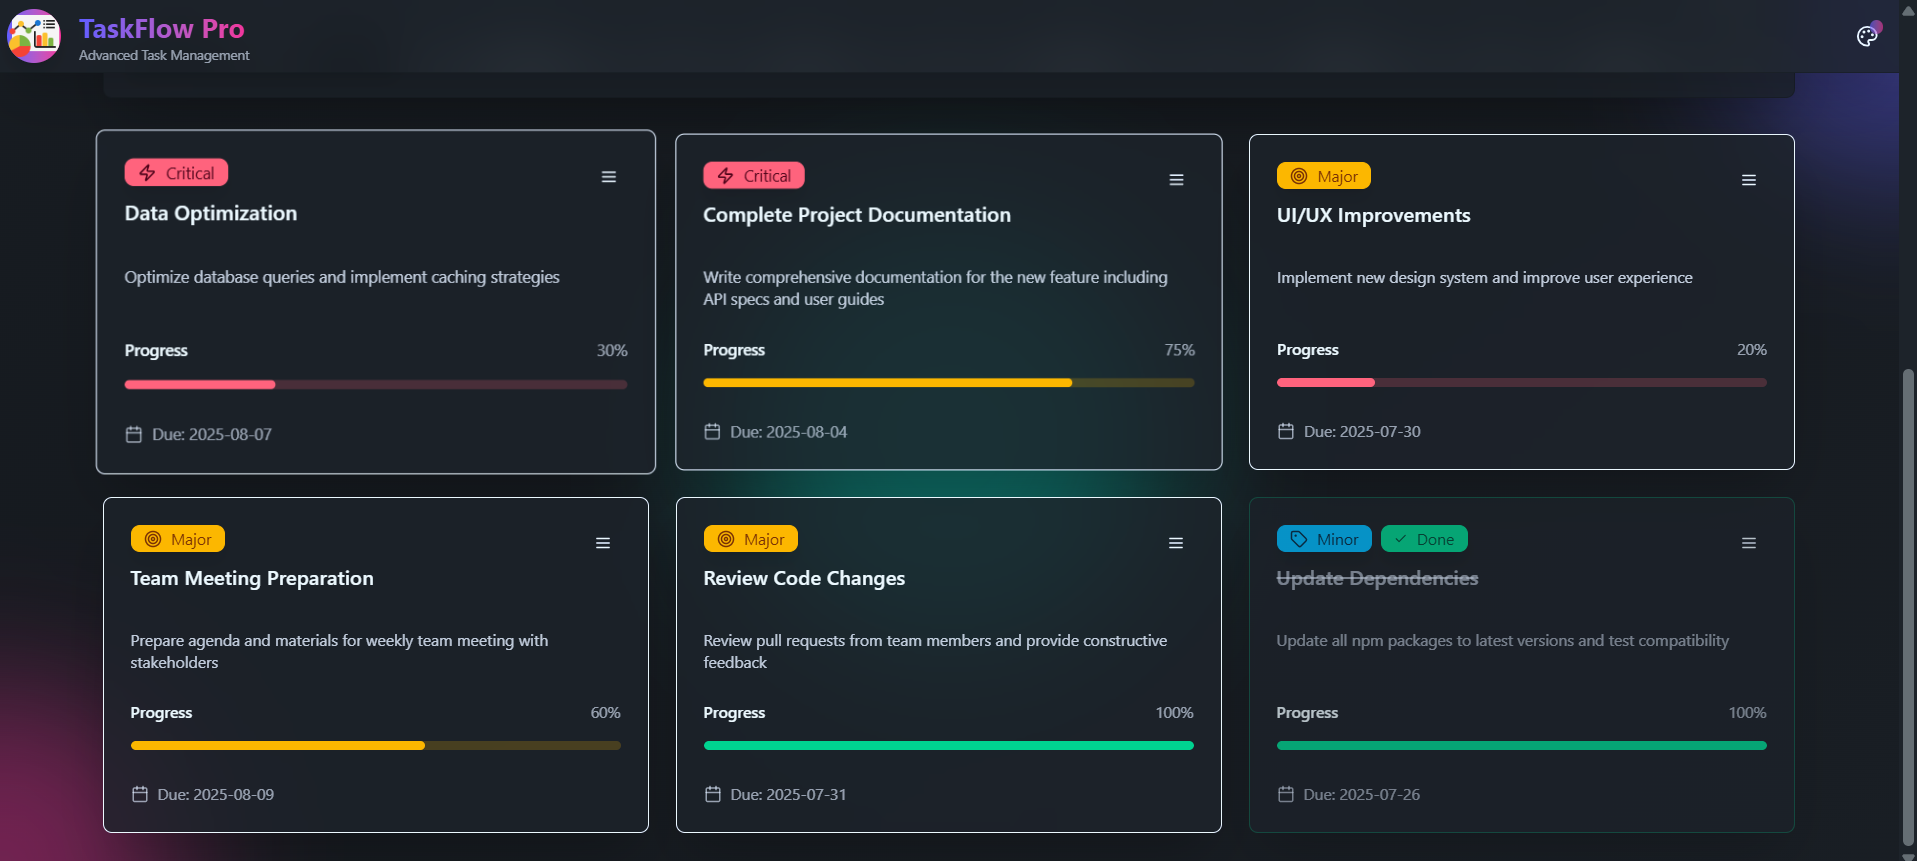 TaskFlow Pro
Advanced Task Management
Critical
Data Optimization
Optimize database queries and implement caching strategies
Progress 30%
Due: 2025-08-07
Critical
Complete Project Documentation
Write comprehensive documentation for the new feature including
API specs and user guides
Progress 75%
Due: 2025-08-04
Major
UI/UX Improvements
Implement new design system and improve user experience
Progress 20%
Due: 2025-07-30
Major
Team Meeting Preparation
Prepare agenda and materials for weekly team meeting with
stakeholders
Progress 60%
Due: 2025-08-09
Major
Review Code Changes
Review pull requests from team members and provide constructive
feedback
Progress 100%
Due: 2025-07-31
Minor Done
Update Dependencies
Update all npm packages to latest versions and test compatibility
Progress 100%
Due: 2025-07-26